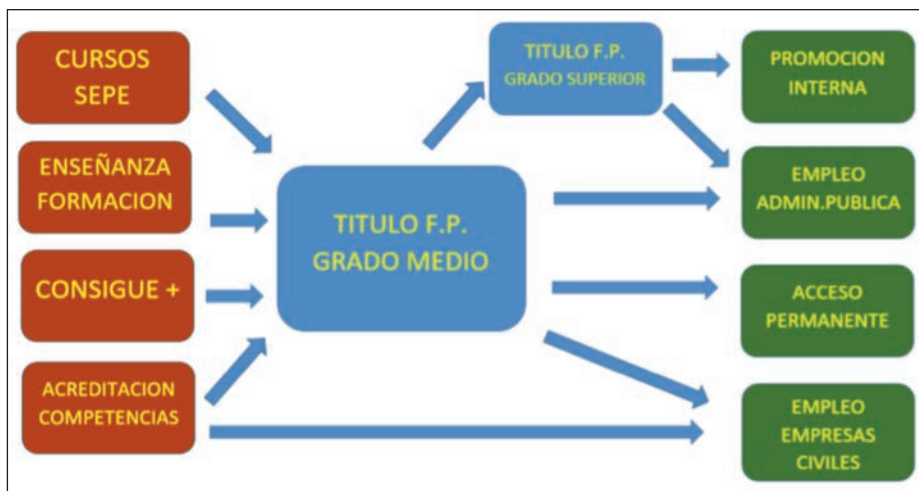 CURSOS
SEPE
ENSEÑANZA
FORMACION
CONSIGUE +
ACREDITACION
COMPETENCIAS
TITULO F.P.
GRADO MEDIO
TITULO F.P.
GRADO SUPERIOR
PROMOCION
INTERNA
EMPLEO
ADMIN.PUBLICA
ACCESO
PERMANENTE
EMPLEO
EMPRESAS
CIVILES